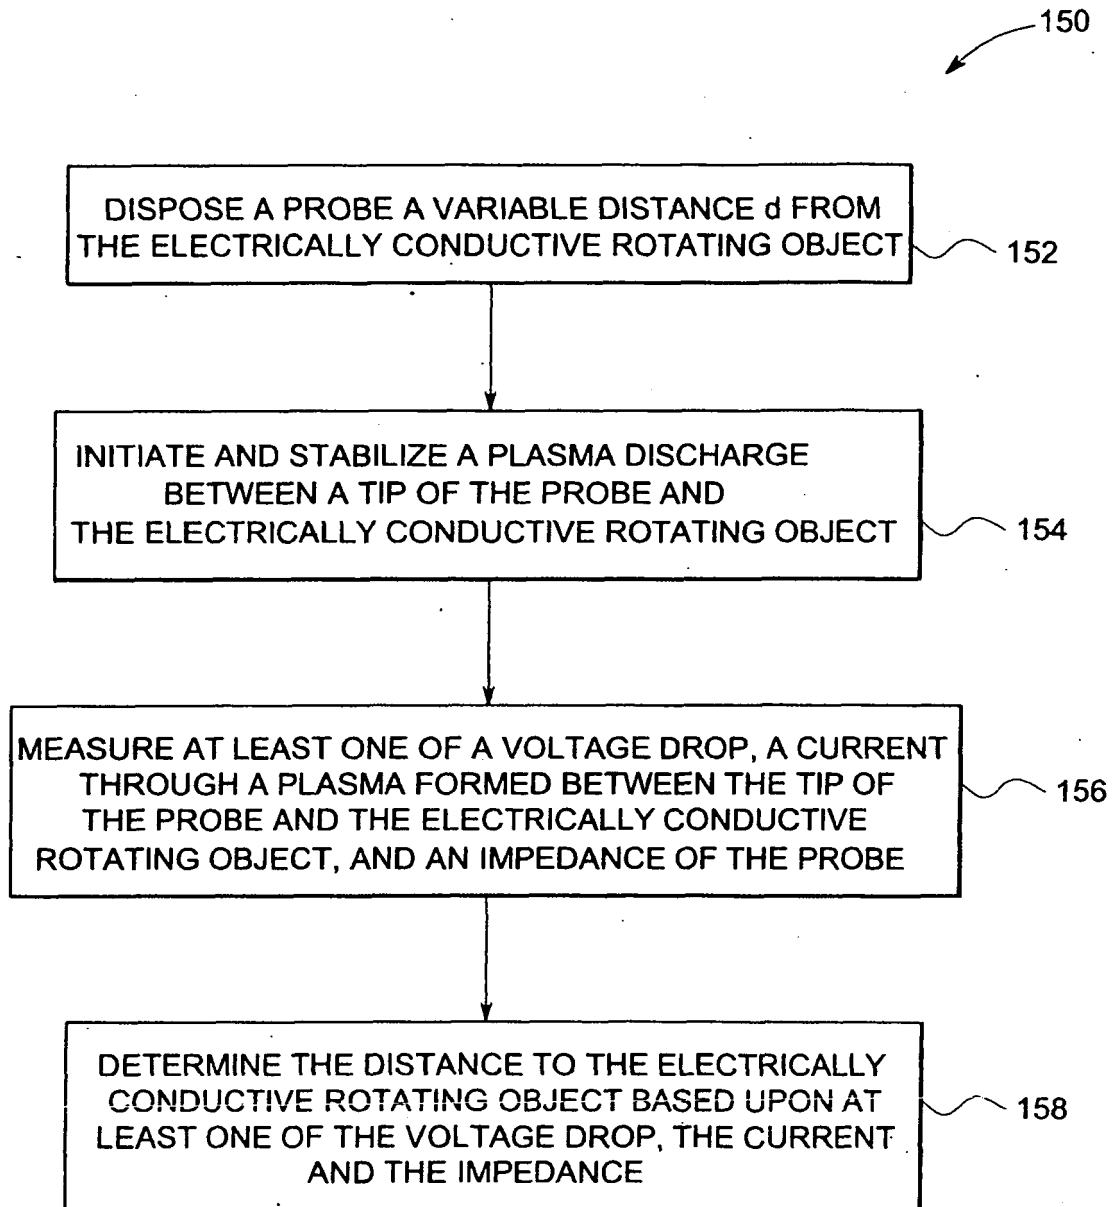 150
DISPOSE A PROBE A VARIABLE DISTANCE d FROM
THE ELECTRICALLY CONDUCTIVE ROTATING OBJECT
152
INITIATE AND STABILIZE A PLASMA DISCHARGE
BETWEEN A TIP OF THE PROBE AND
THE ELECTRICALLY CONDUCTIVE ROTATING OBJECT
154
MEASURE AT LEAST ONE OF A VOLTAGE DROP, A CURRENT
THROUGH A PLASMA FORMED BETWEEN THE TIP OF
THE PROBE AND THE ELECTRICALLY CONDUCTIVE
ROTATING OBJECT, AND AN IMPEDANCE OF THE PROBE
156
DETERMINE THE DISTANCE TO THE ELECTRICALLY
CONDUCTIVE ROTATING OBJECT BASED UPON AT
LEAST ONE OF THE VOLTAGE DROP, THE CURRENT
AND THE IMPEDANCE
158